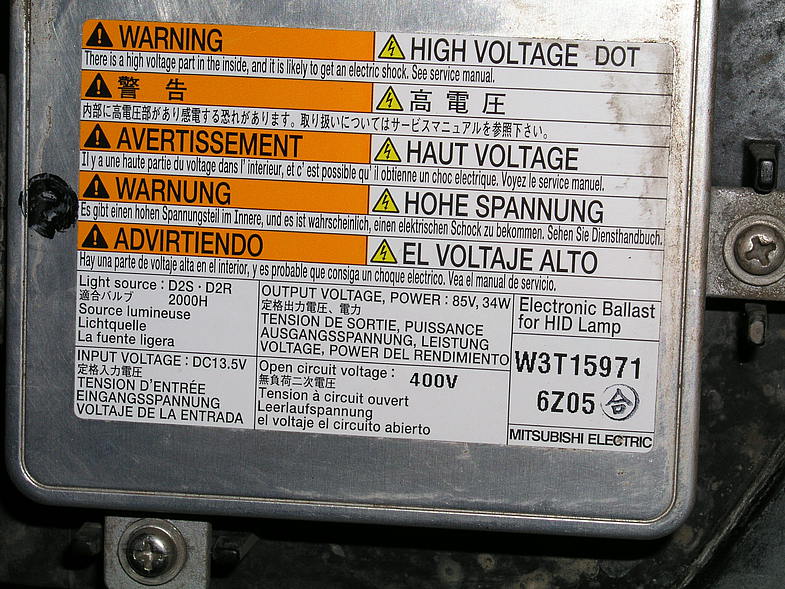 WARNING
HIGH VOLTAGE DOT
There is a high voltage part in the inside, and it is likely to get an electric shock. See service manual.
警 告
高 電 圧
内部に高電圧部があり感電する恐れがあります。取り扱いについてはサービスマニュアルを参照下さい。
AVERTISSEMENT
HAUT VOLTAGE
Il y a une haute partie du voltage dans l' interieur, et c' est possible qu' il obtienne un choc electrique. Voyez le service manuel.
WARNUNG
HOHE SPANNUNG
Es gibt einen hohen Spannungsteil im Innere, und es ist wahrscheinlich, einen elektrischen Schock zu bekommen. Sehen Sie Diensthandbuch.
ADVIRTIENDO
EL VOLTAJE ALTO
Hay una parte de voltaje alta en el interior, y es probable que consiga un choque electrico. Vea el manual de servicio.
Light source : D2S · D2R
適合バルブ 2000H
Source lumineuse
Lichtquelle
La fuente ligera
INPUT VOLTAGE : DC13.5V
定格入力電圧
TENSION D'ENTRÉE
EINGANGSSPANNUNG
VOLTAJE DE LA ENTRADA
OUTPUT VOLTAGE, POWER : 85V, 34W
定格出力電圧、電力
TENSION DE SORTIE, PUISSANCE
AUSGANGSSPANNUNG, LEISTUNG
VOLTAGE, POWER DEL RENDIMIENTO
Open circuit voltage : 400V
無負荷二次電圧
Tension à circuit ouvert
Leerlaufspannung
el voltaje el circuito abierto
Electronic Ballast
for HID Lamp
W3T15971
6Z05 合
MITSUBISHI ELECTRIC